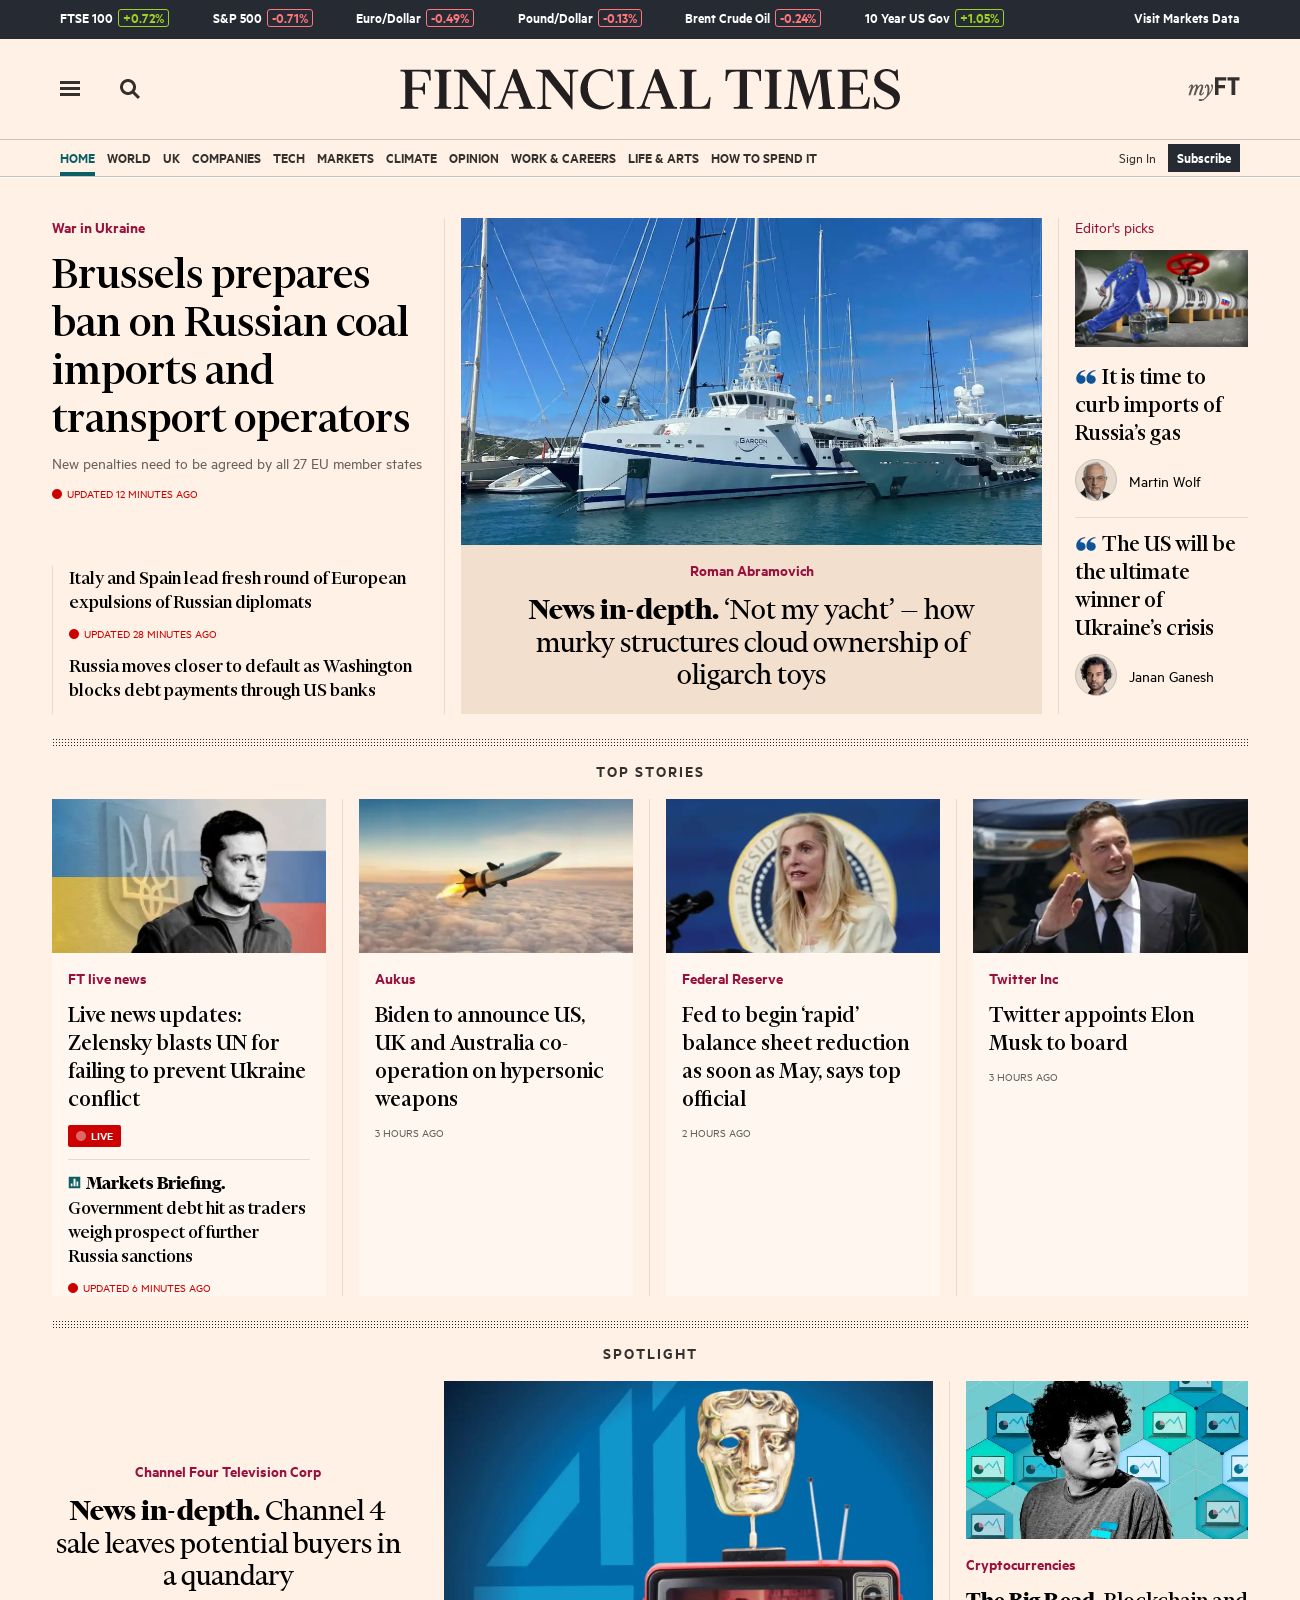 FTSE 100 +0.72% S&P 500 -0.71% Euro/Dollar -0.49% Pound/Dollar -0.13% Brent Crude Oil -0.24% 10 Year US Gov +1.05% Visit Markets Data
FINANCIAL TIMES
myFT
HOME WORLD UK COMPANIES TECH MARKETS CLIMATE OPINION WORK & CAREERS LIFE & ARTS HOW TO SPEND IT Sign In Subscribe
War in Ukraine
Brussels prepares
ban on Russian coal
imports and
transport operators
New penalties need to be agreed by all 27 EU member states
UPDATED 12 MINUTES AGO
Italy and Spain lead fresh round of European
expulsions of Russian diplomats
UPDATED 28 MINUTES AGO
Russia moves closer to default as Washington
blocks debt payments through US banks
GARÇON
Roman Abramovich
News in-depth. ‘Not my yacht’ – how
murky structures cloud ownership of
oligarch toys
Editor's picks
“ It is time to
curb imports of
Russia’s gas
Martin Wolf
“ The US will be
the ultimate
winner of
Ukraine’s crisis
Janan Ganesh
TOP STORIES
FT live news
Live news updates:
Zelensky blasts UN for
failing to prevent Ukraine
conflict
LIVE
Markets Briefing.
Government debt hit as traders
weigh prospect of further
Russia sanctions
UPDATED 6 MINUTES AGO
Aukus
Biden to announce US,
UK and Australia co-
operation on hypersonic
weapons
3 HOURS AGO
Federal Reserve
Fed to begin ‘rapid’
balance sheet reduction
as soon as May, says top
official
2 HOURS AGO
Twitter Inc
Twitter appoints Elon
Musk to board
3 HOURS AGO
SPOTLIGHT
Channel Four Television Corp
News in-depth. Channel 4
sale leaves potential buyers in
a quandary
Cryptocurrencies
The Big Read. Blockchain and